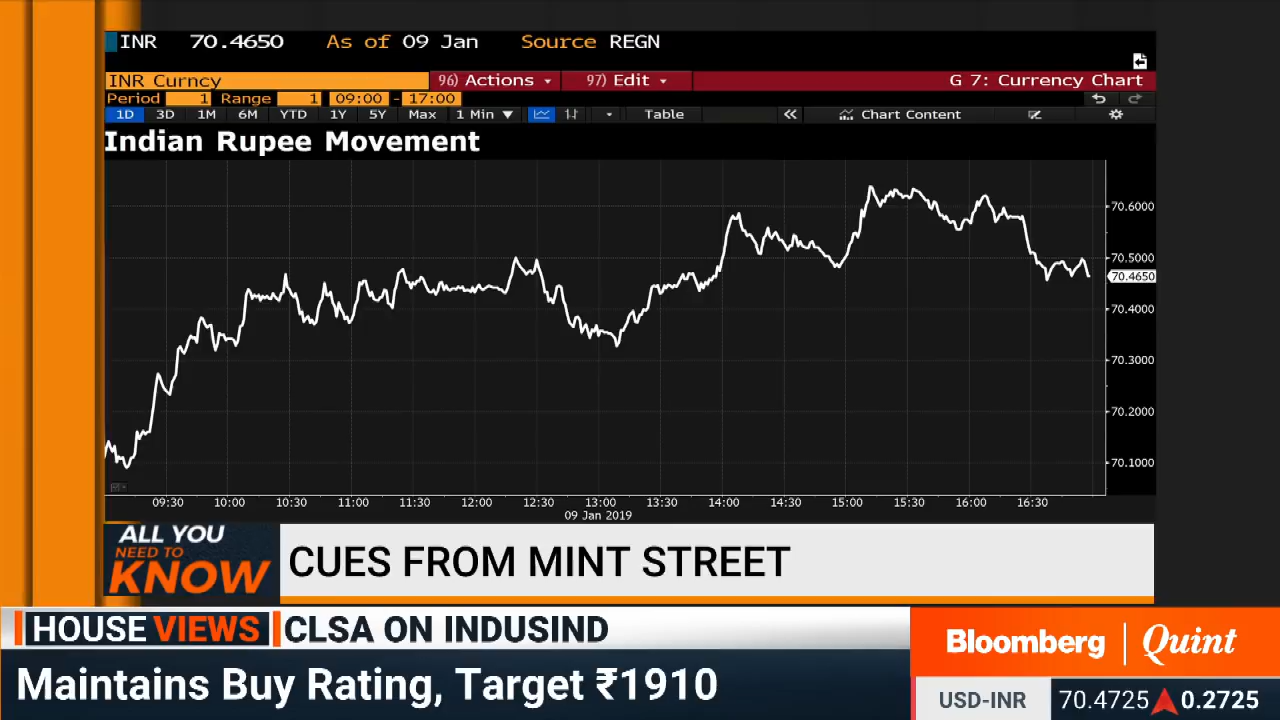 INR 70.4650 As of 09 Jan Source REGN
INR Curncy 96) Actions 97) Edit G 7: Currency Chart
Period 1 Range 1 09:00 - 17:00
1D 3D 1M 6M YTD 1Y 5Y Max 1 Min Table Chart Content
Indian Rupee Movement
70.6000
70.5000
70.4650
70.4000
70.3000
70.2000
70.1000
09:30 10:00 10:30 11:00 11:30 12:00 12:30 13:00 13:30 14:00 14:30 15:00 15:30 16:00 16:30
09 Jan 2019
ALL YOU
NEED TO
KNOW
CUES FROM MINT STREET
HOUSE VIEWS CLSA ON INDUSIND
Maintains Buy Rating, Target ₹1910
Bloomberg | Quint
USD-INR 70.4725 0.2725